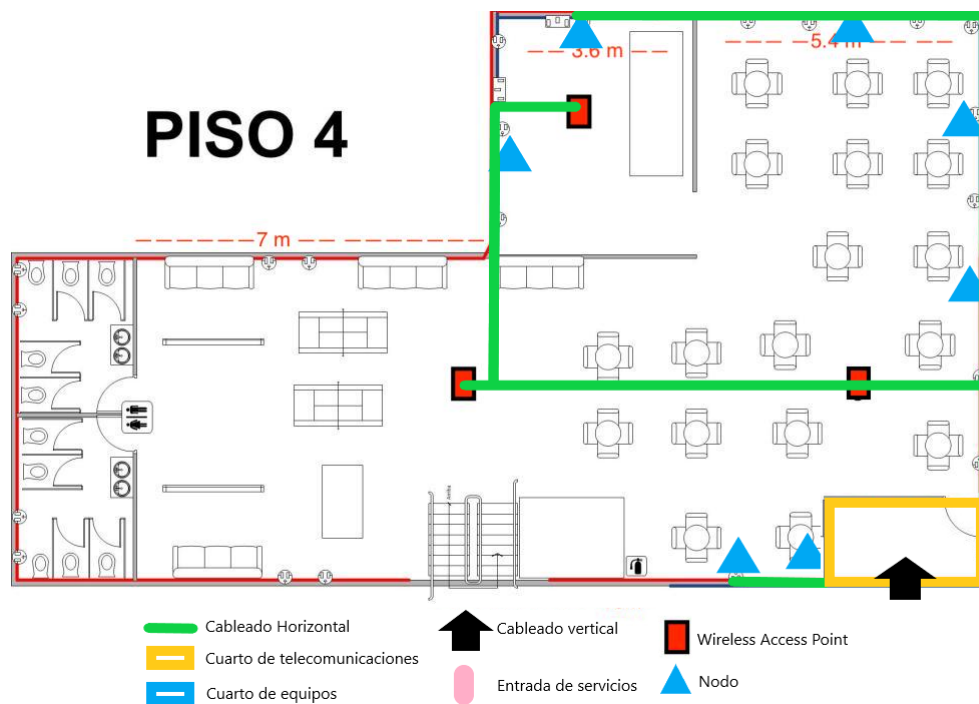 3.6 m
5.4 m
PISO 4
7 m
Arriba
Cableado Horizontal
Cableado vertical
Wireless Access Point
Cuarto de telecomunicaciones
Entrada de servicios
Nodo
Cuarto de equipos